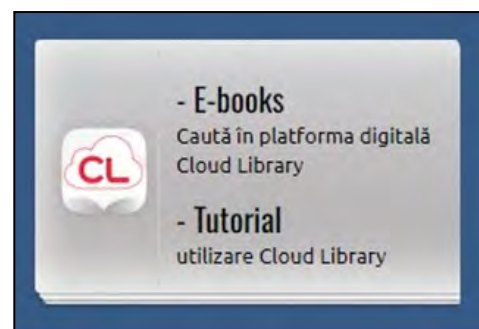 CL
- E-books
Caută în platforma digitală
Cloud Library
- Tutorial
utilizare Cloud Library